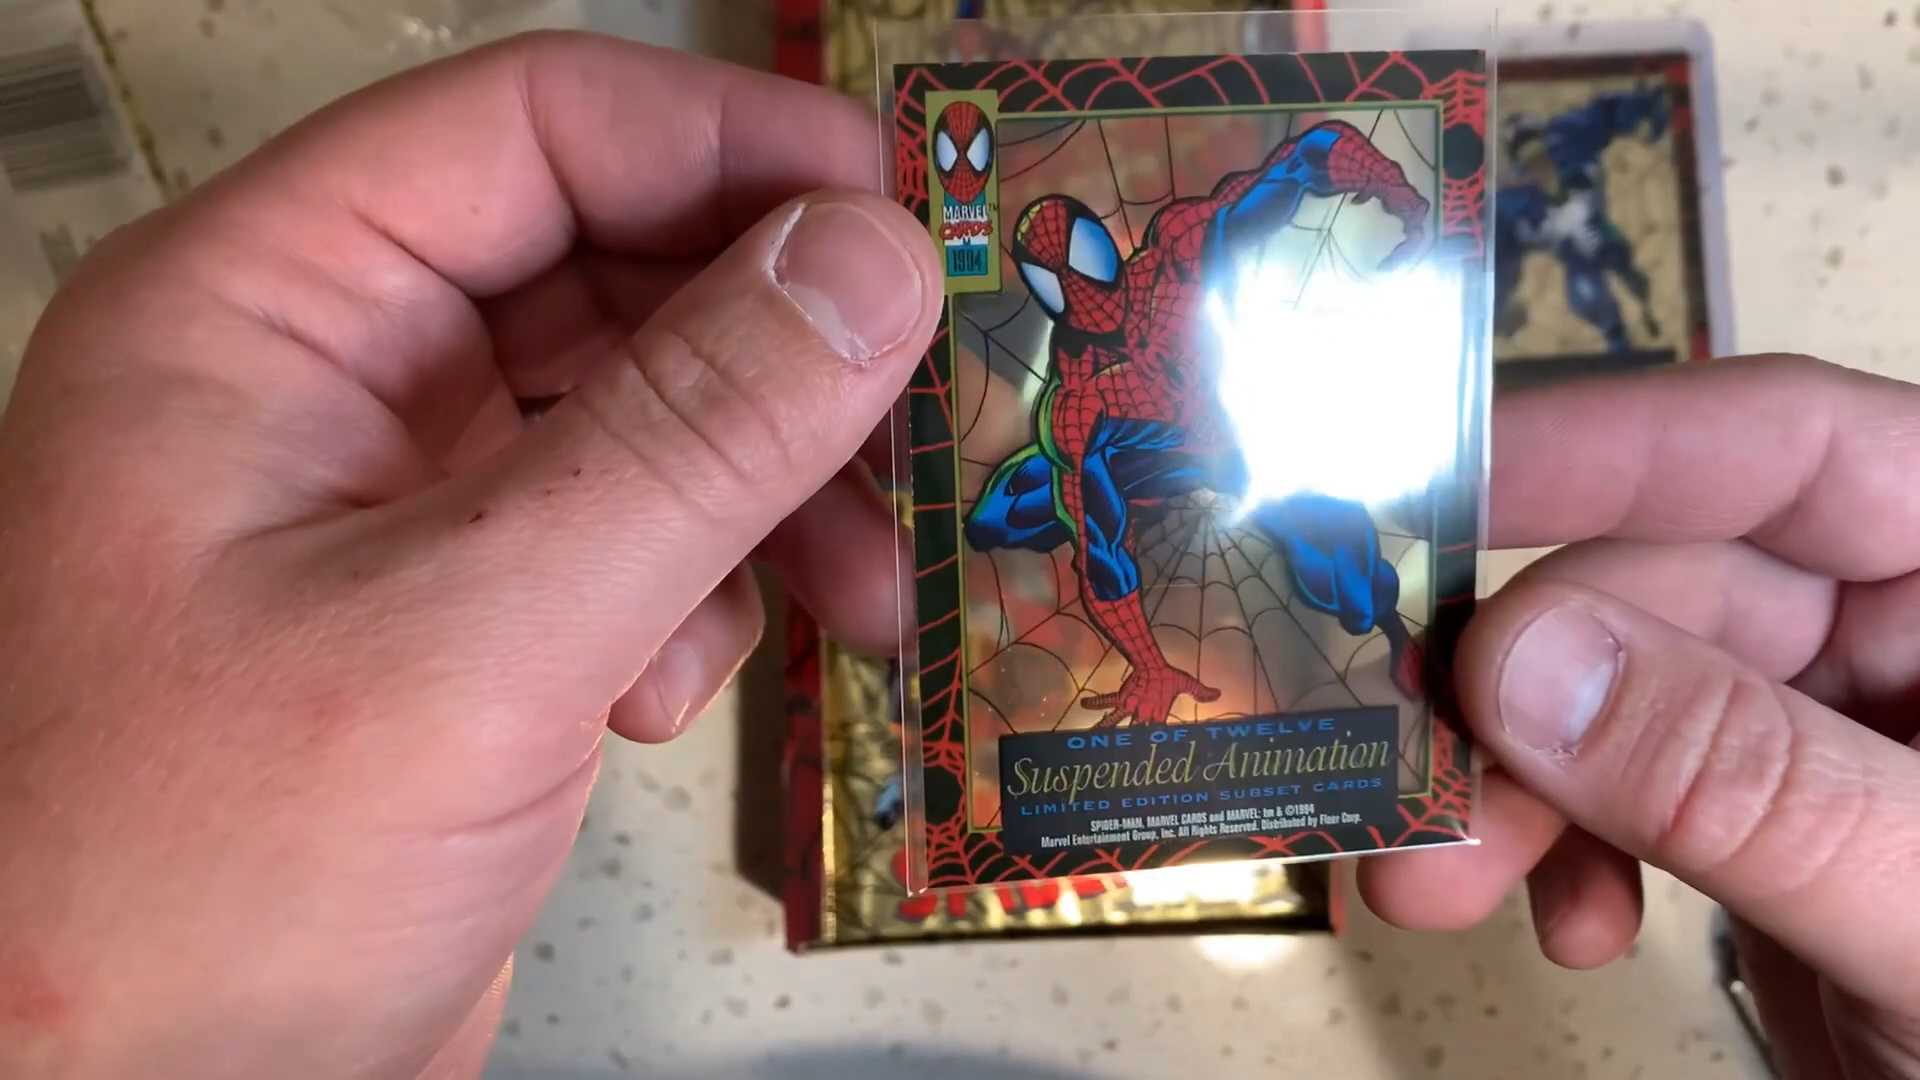 MARVEL™
CARDS
1994
ONE OF TWELVE
Suspended Animation
LIMITED EDITION SUBSET CARDS
SPIDER-MAN, MARVEL CARDS and MARVEL: tm & ©1994
Marvel Entertainment Group, Inc. All Rights Reserved. Distributed by Fleer Corp.